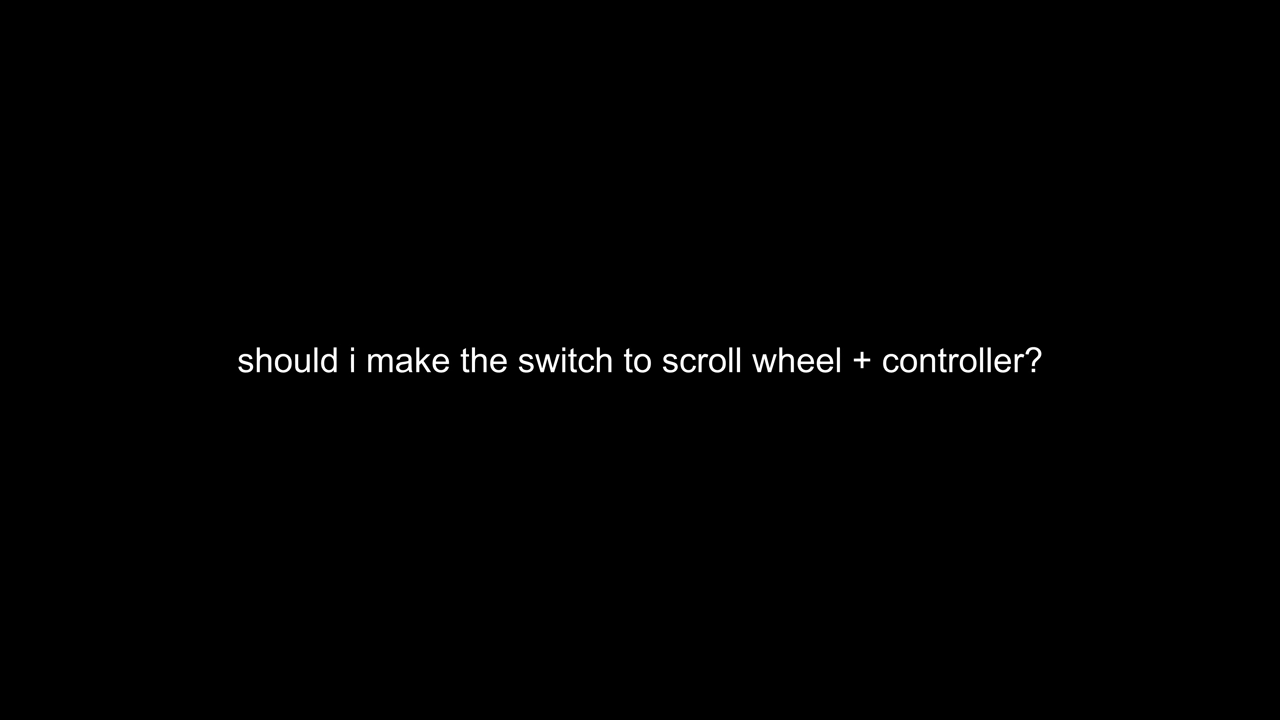 should i make the switch to scroll wheel + controller?